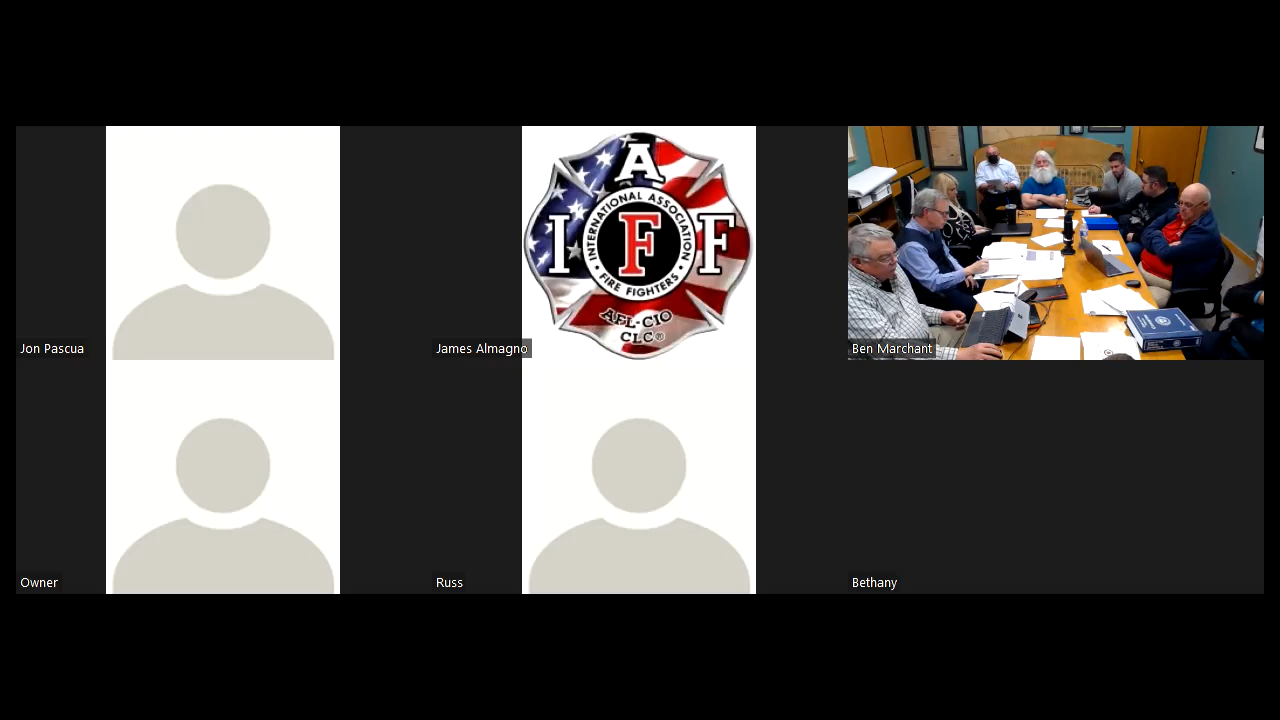 A
I F F
INTERNATIONAL ASSOCIATION
• FIRE FIGHTERS •
AFL-CIO
CLC®
Jon Pascua
James Almagno
Ben Marchant
Owner
Russ
Bethany